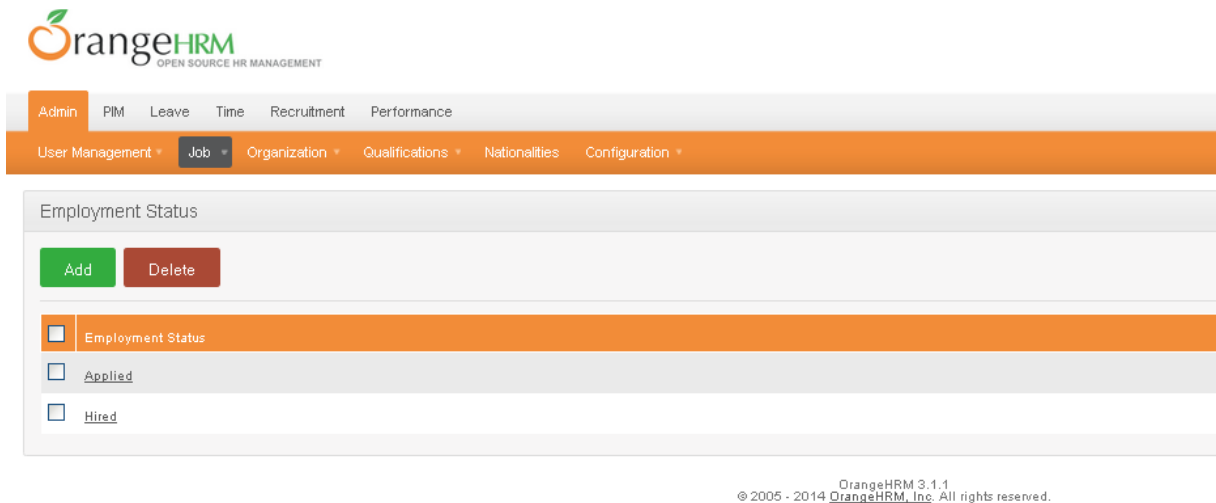 OrangeHRM
OPEN SOURCE HR MANAGEMENT
Admin PIM Leave Time Recruitment Performance
User Management Job Organization Qualifications Nationalities Configuration
Employment Status
Add Delete
Employment Status
Applied
Hired
OrangeHRM 3.1.1
© 2005 - 2014 OrangeHRM, Inc. All rights reserved.